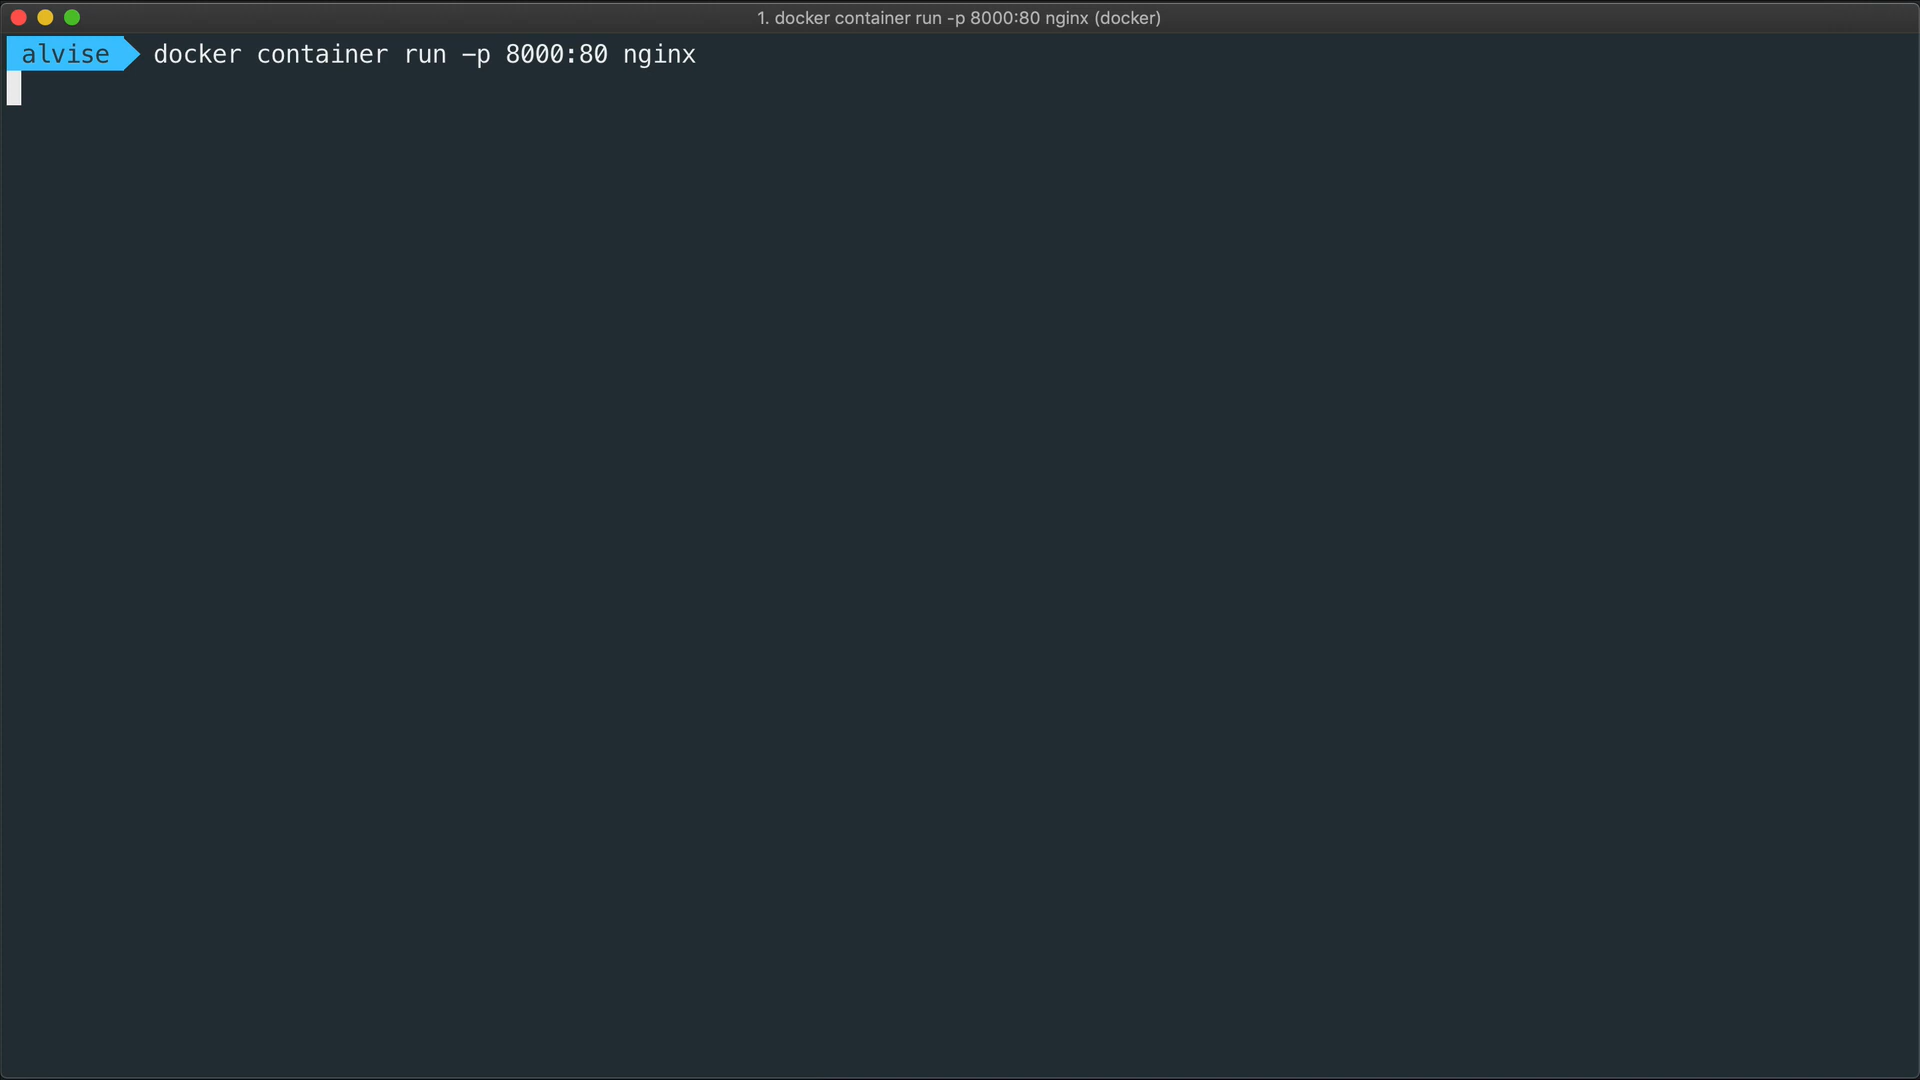 1. docker container run -p 8000:80 nginx (docker)
alvise docker container run -p 8000:80 nginx